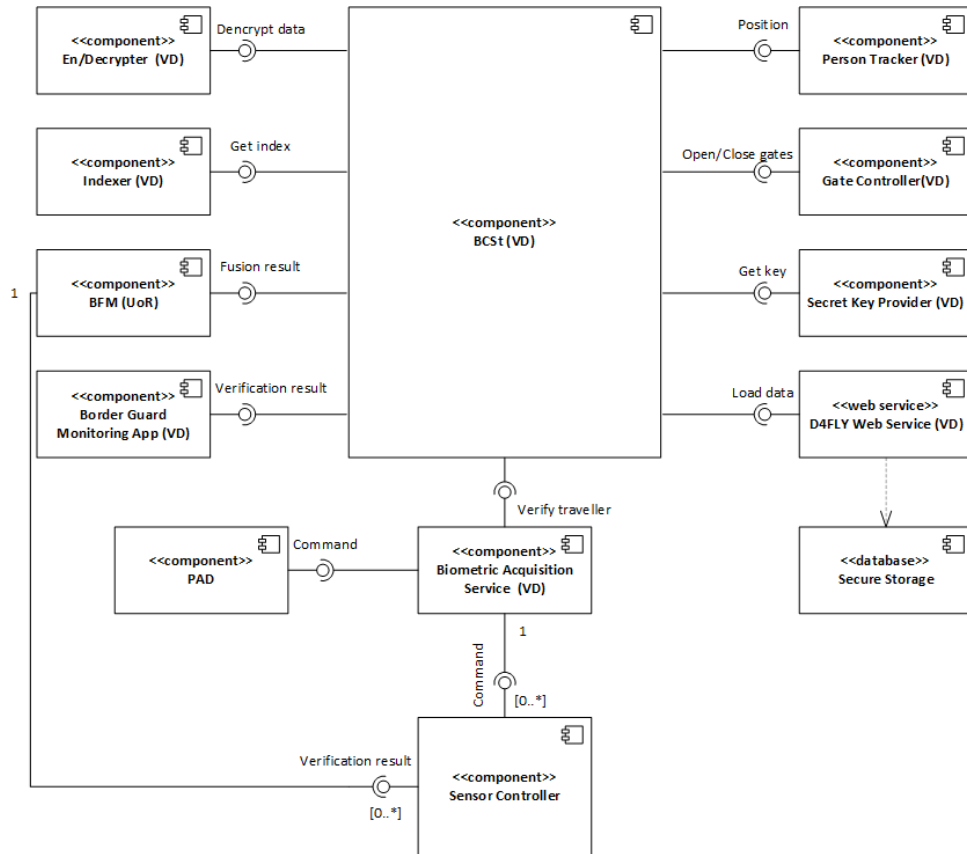 <<component>>
En/Decrypter (VD)
Dencrypt data
<<component>>
Indexer (VD)
Get index
<<component>>
BFM (UoR)
Fusion result
1
<<component>>
Border Guard
Monitoring App (VD)
Verification result
<<component>>
BCSt (VD)
Position
<<component>>
Person Tracker (VD)
Open/Close gates
<<component>>
Gate Controller(VD)
Get key
<<component>>
Secret Key Provider (VD)
Load data
<<web service>>
D4FLY Web Service (VD)
<<database>>
Secure Storage
Verify traveller
<<component>>
PAD
Command
<<component>>
Biometric Acquisition
Service (VD)
1
Command
[0..*]
Verification result
[0..*]
<<component>>
Sensor Controller